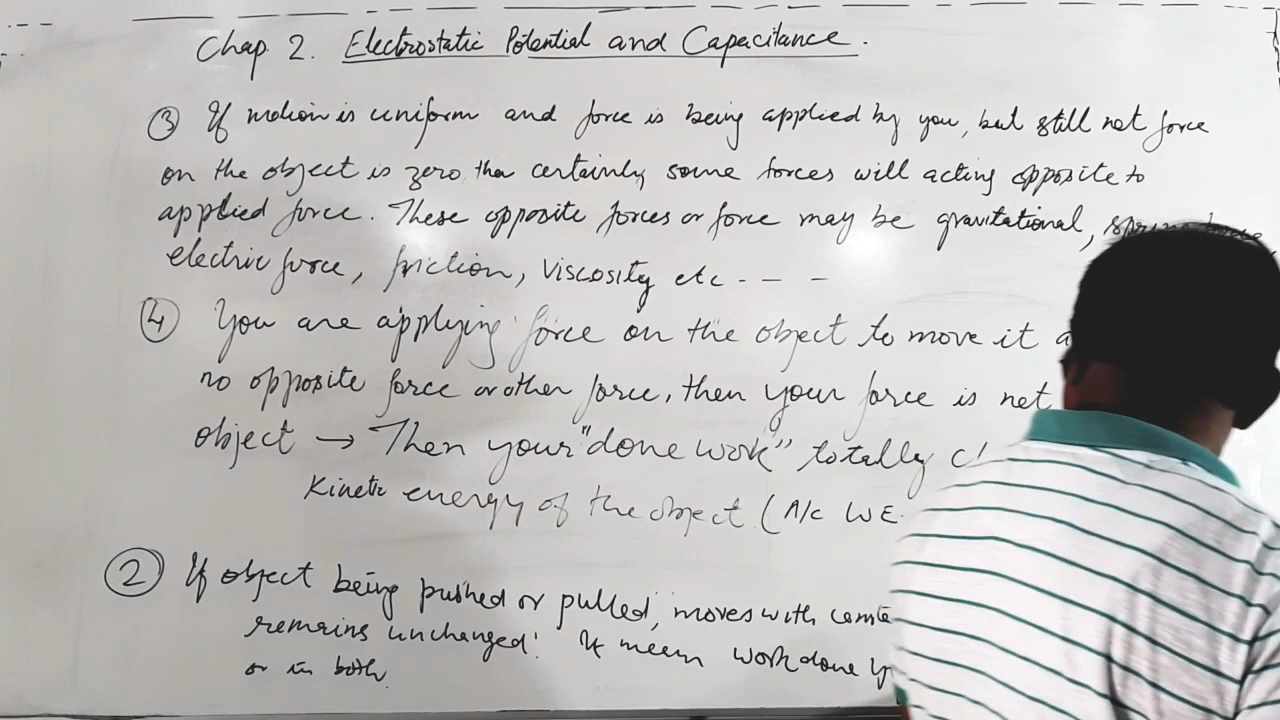 Chap 2. Electrostatic Potential and Capacitance.
③ If motion is uniform and force is being applied by you, but still net force
on the object is zero, then certainly some forces will acting opposite to
applied force. These opposite forces or force may be gravitational,
electric force, friction, viscosity etc - - -
④ You are applying force on the object to move it
no opposite force or other force, then your force is net
object → Then your "done work" totally
Kinetic energy of the object (A/c WE
② If object being pushed or pulled, moves with
remains unchanged! It mean work done
or in both.